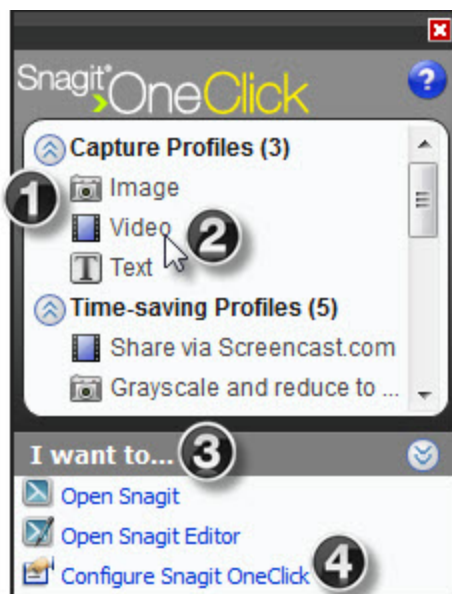 Snagit® OneClick
?
Capture Profiles (3)
1 Image
Video 2
T Text
Time-saving Profiles (5)
Share via Screencast.com
Grayscale and reduce to ...
I want to... 3
Open Snagit
Open Snagit Editor
Configure Snagit OneClick 4